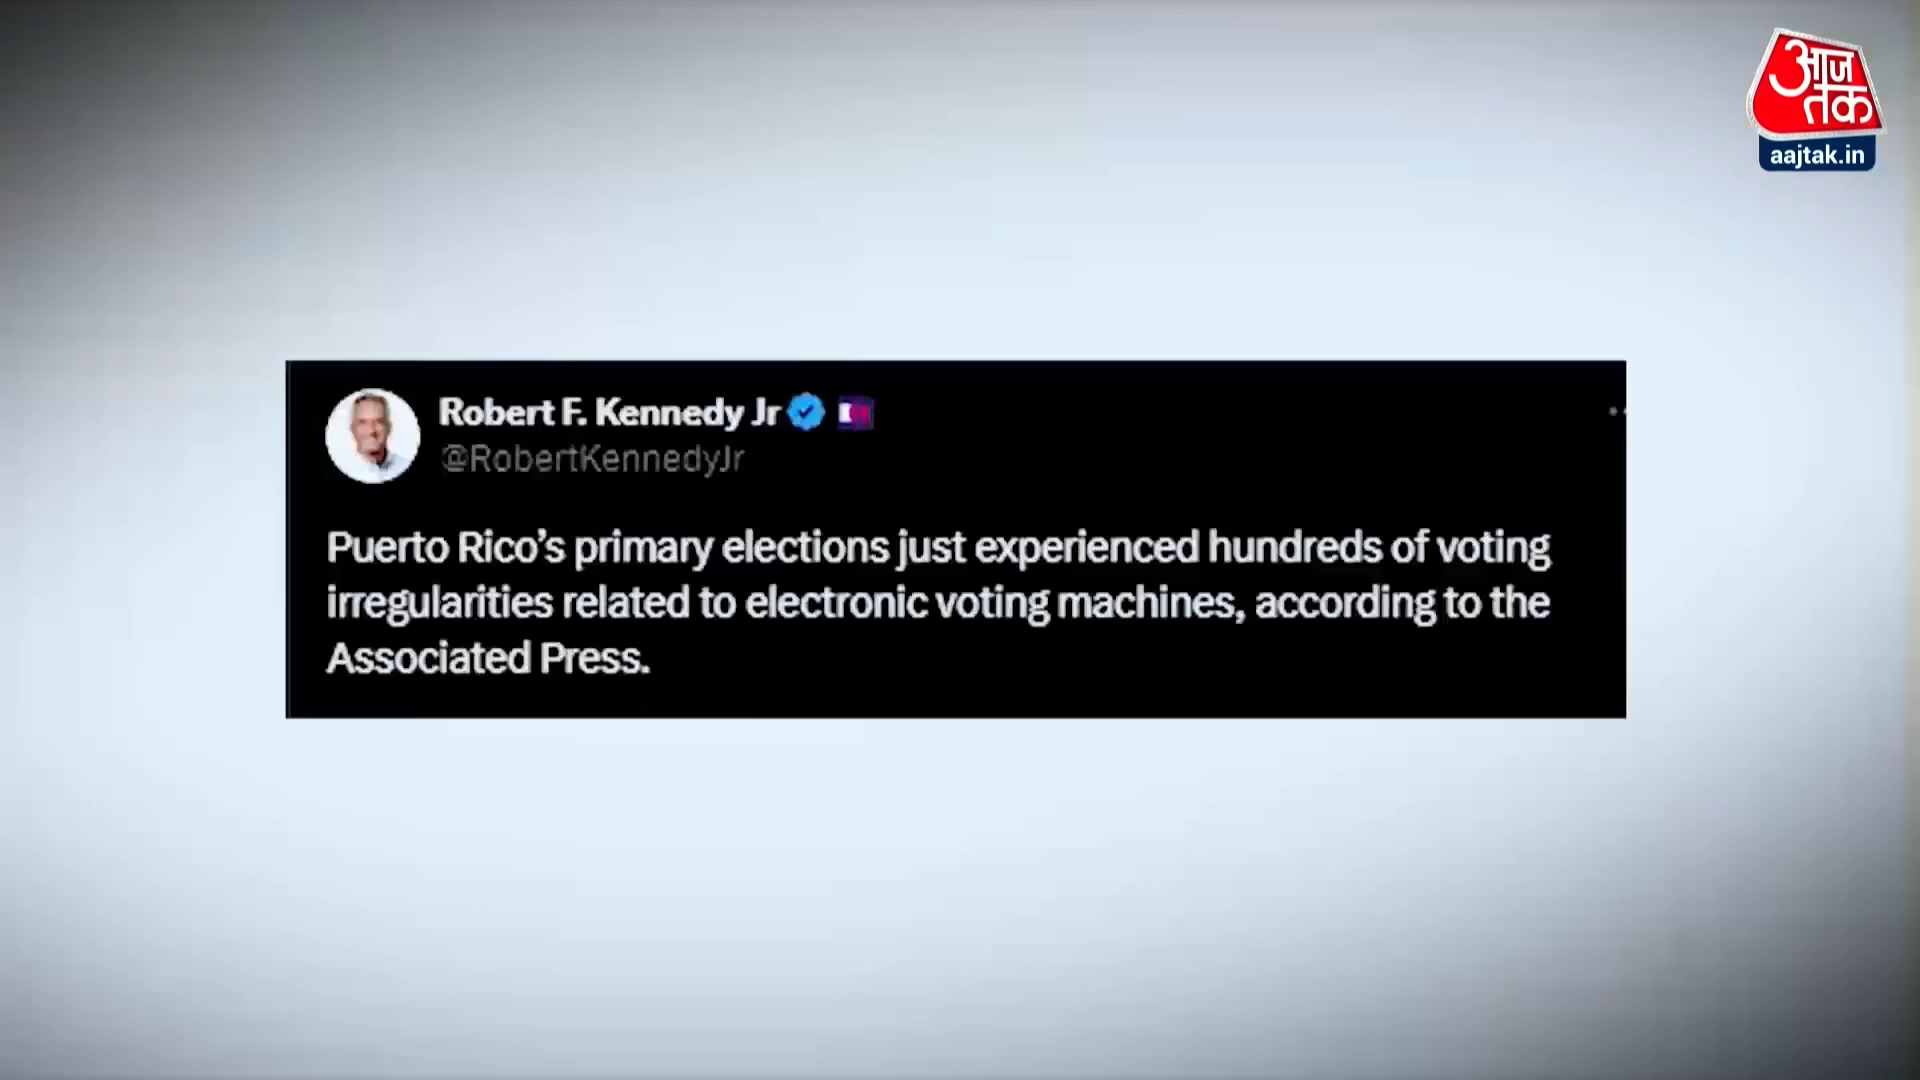 आज
तक
aajtak.in
Robert F. Kennedy Jr
@RobertKennedyJr
Puerto Rico’s primary elections just experienced hundreds of voting
irregularities related to electronic voting machines, according to the
Associated Press.